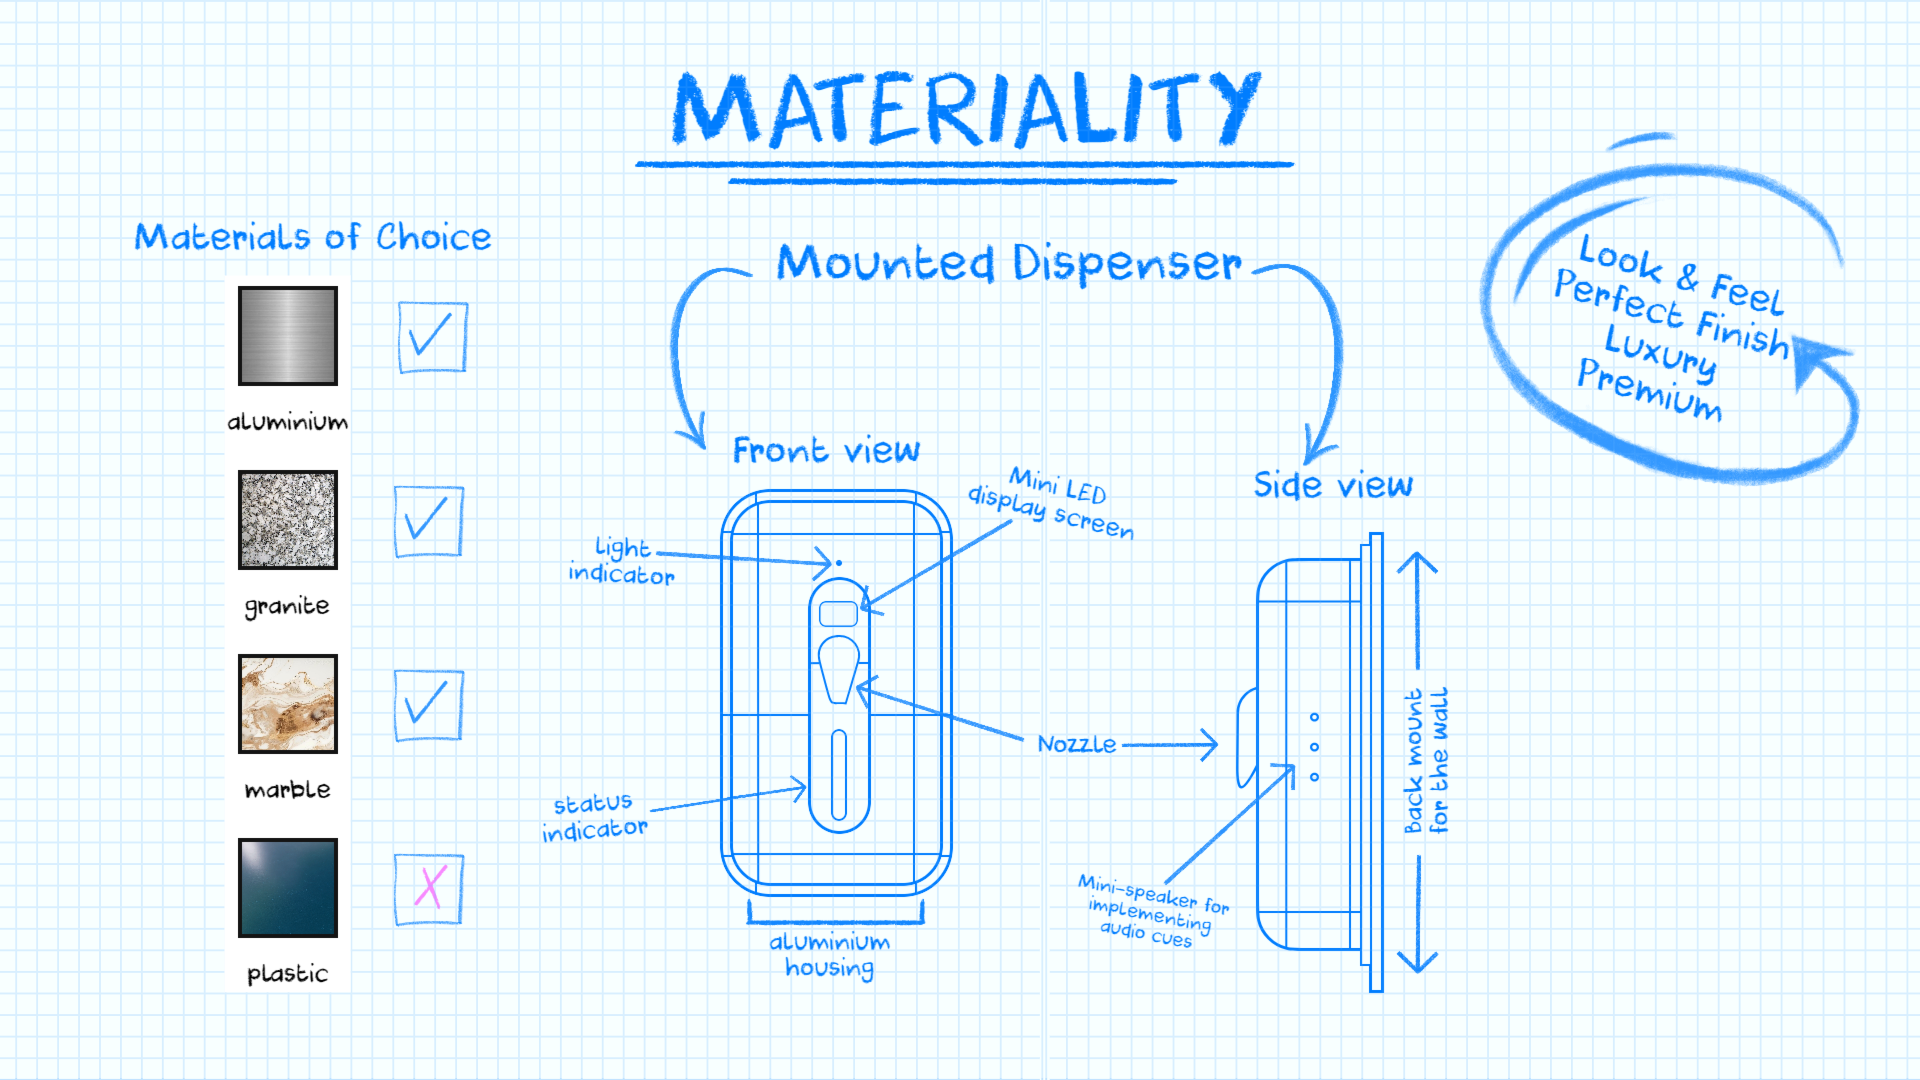 MATERIALITY
Materials of Choice
aluminium
granite
marble
plastic
Mounted Dispenser
Front view
Light
indicator
Mini LED
display screen
Nozzle
status
indicator
aluminium
housing
Side view
Back mount
for the wall
Mini-speaker for
implementing
audio cues
Look & Feel
Perfect Finish
Luxury
Premium